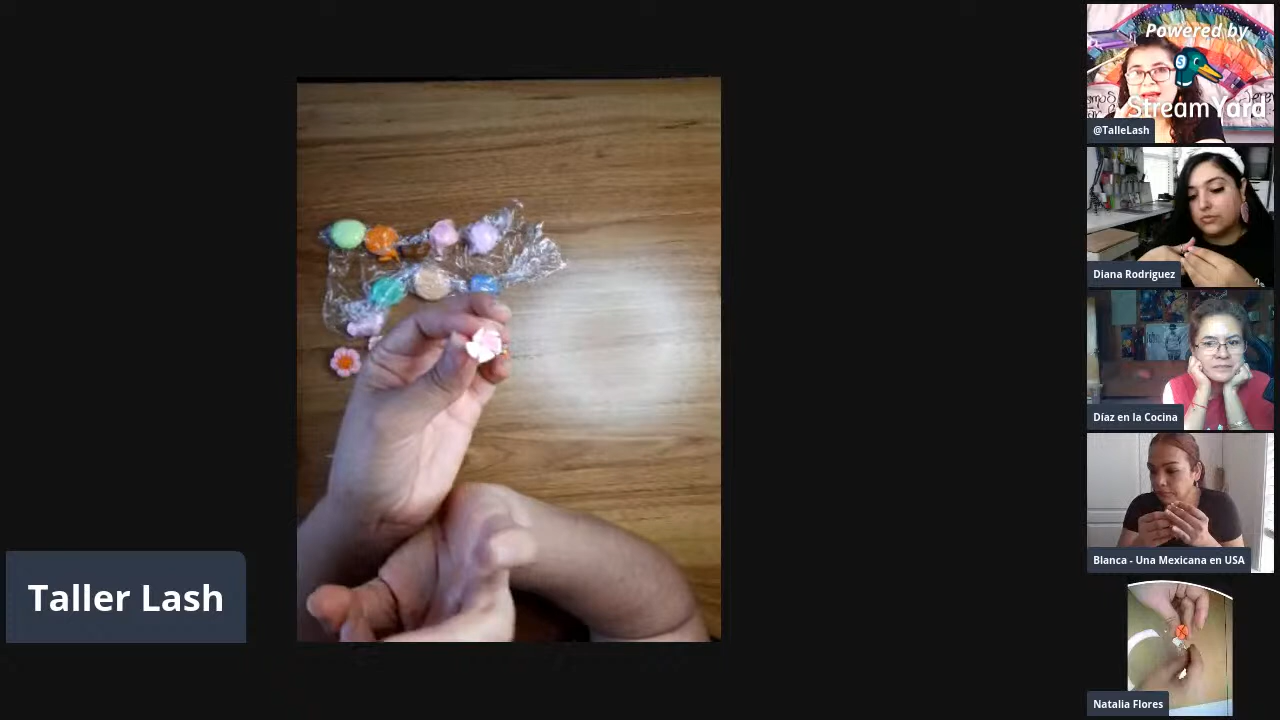 Taller Lash
Powered by
StreamYard
@TalleLash
Diana Rodriguez
Díaz en la Cocina
Blanca - Una Mexicana en USA
Natalia Flores